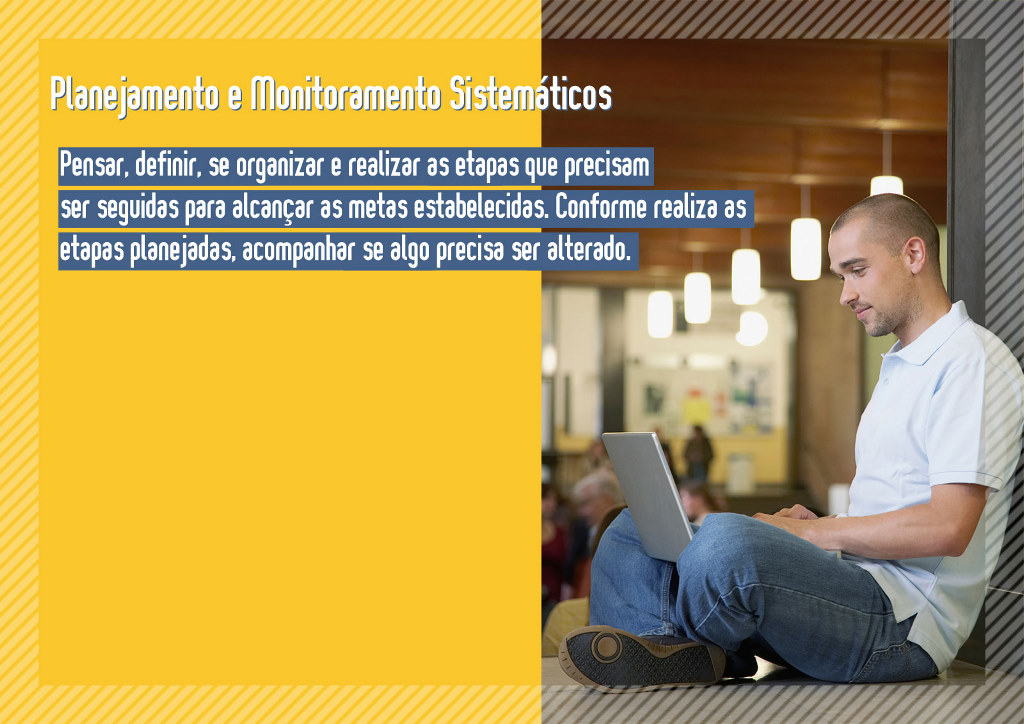 Planejamento e Monitoramento Sistemáticos
Pensar, definir, se organizar e realizar as etapas que precisam
ser seguidas para alcançar as metas estabelecidas. Conforme realiza as
etapas planejadas, acompanhar se algo precisa ser alterado.